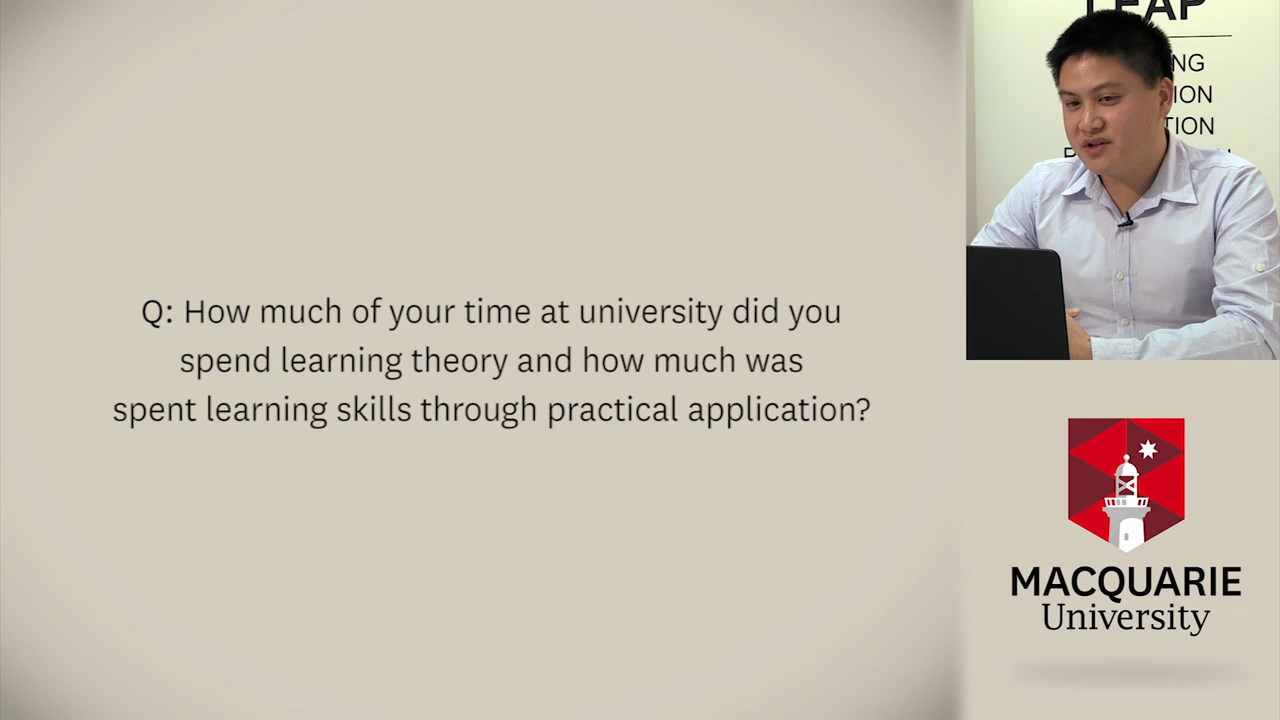 Q: How much of your time at university did you
spend learning theory and how much was
spent learning skills through practical application?
LEAP
MACQUARIE
University